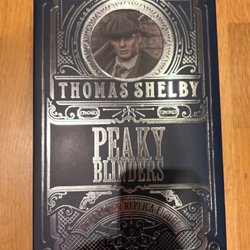 THOMAS SHELBY
PEAKY
BLINDERS
REPLICA